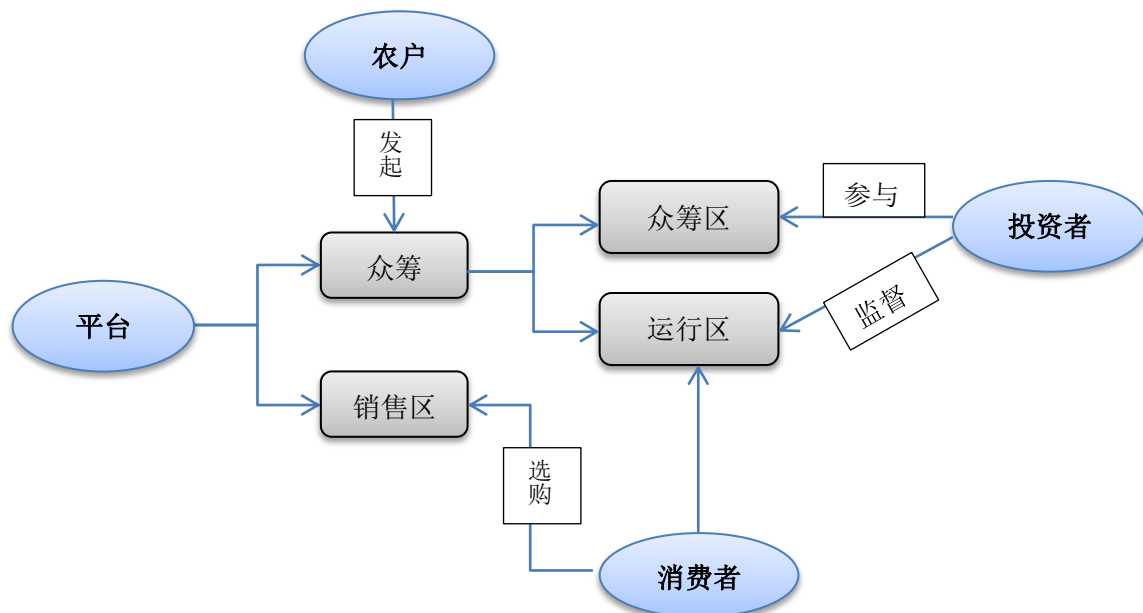 农户
发
起
众筹区
参与
投资者
众筹
平台
运行区
监督
销售区
选
购
消费者